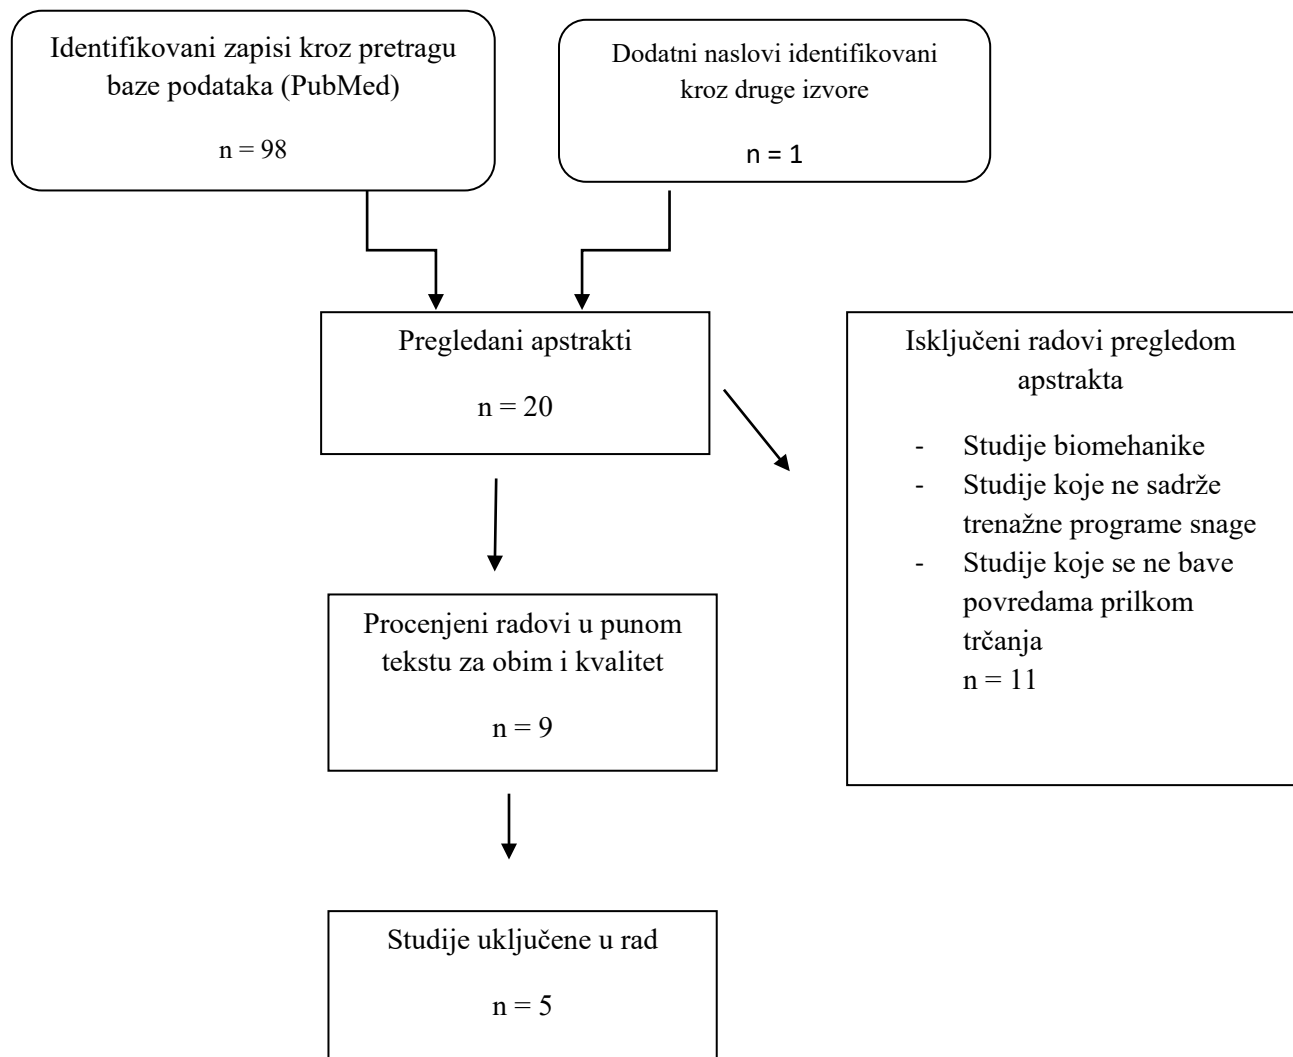 Identifikovani zapisi kroz pretragu
baze podataka (PubMed)
n = 98
Dodatni naslovi identifikovani
kroz druge izvore
n = 1
Pregledani apstrakti
n = 20
Isključeni radovi pregledom
apstrakta
- Studije biomehanike
- Studije koje ne sadrže
trenažne programe snage
- Studije koje se ne bave
povredama prilkom
trčanja
n = 11
Procenjeni radovi u punom
tekstu za obim i kvalitet
n = 9
Studije uključene u rad
n = 5